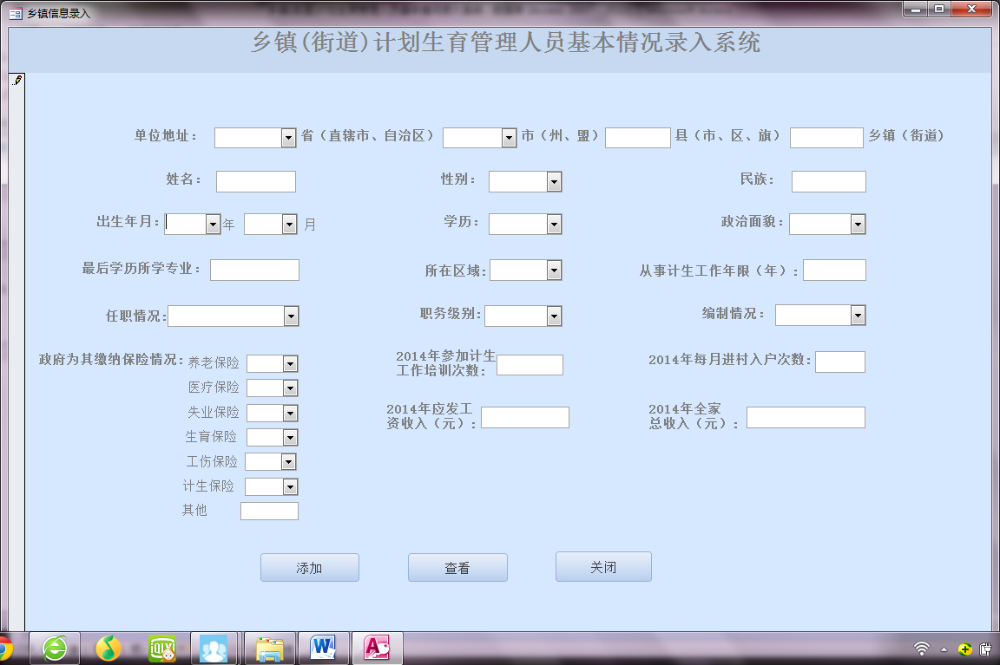 乡镇信息录入
乡镇(街道)计划生育管理人员基本情况录入系统
单位地址： 省（直辖市、自治区） 市（州、盟） 县（市、区、旗） 乡镇（街道）
姓名： 性别： 民族：
出生年月： 年 月 学历： 政治面貌：
最后学历所学专业： 所在区域： 从事计生工作年限（年）：
任职情况： 职务级别： 编制情况：
政府为其缴纳保险情况：养老保险
2014年参加计生
工作培训次数：
2014年每月进村入户次数：
医疗保险
失业保险
2014年应发工
资收入（元）：
2014年全家
总收入（元）：
生育保险
工伤保险
计生保险
其他
添加 查看 关闭
QIYI
W
A